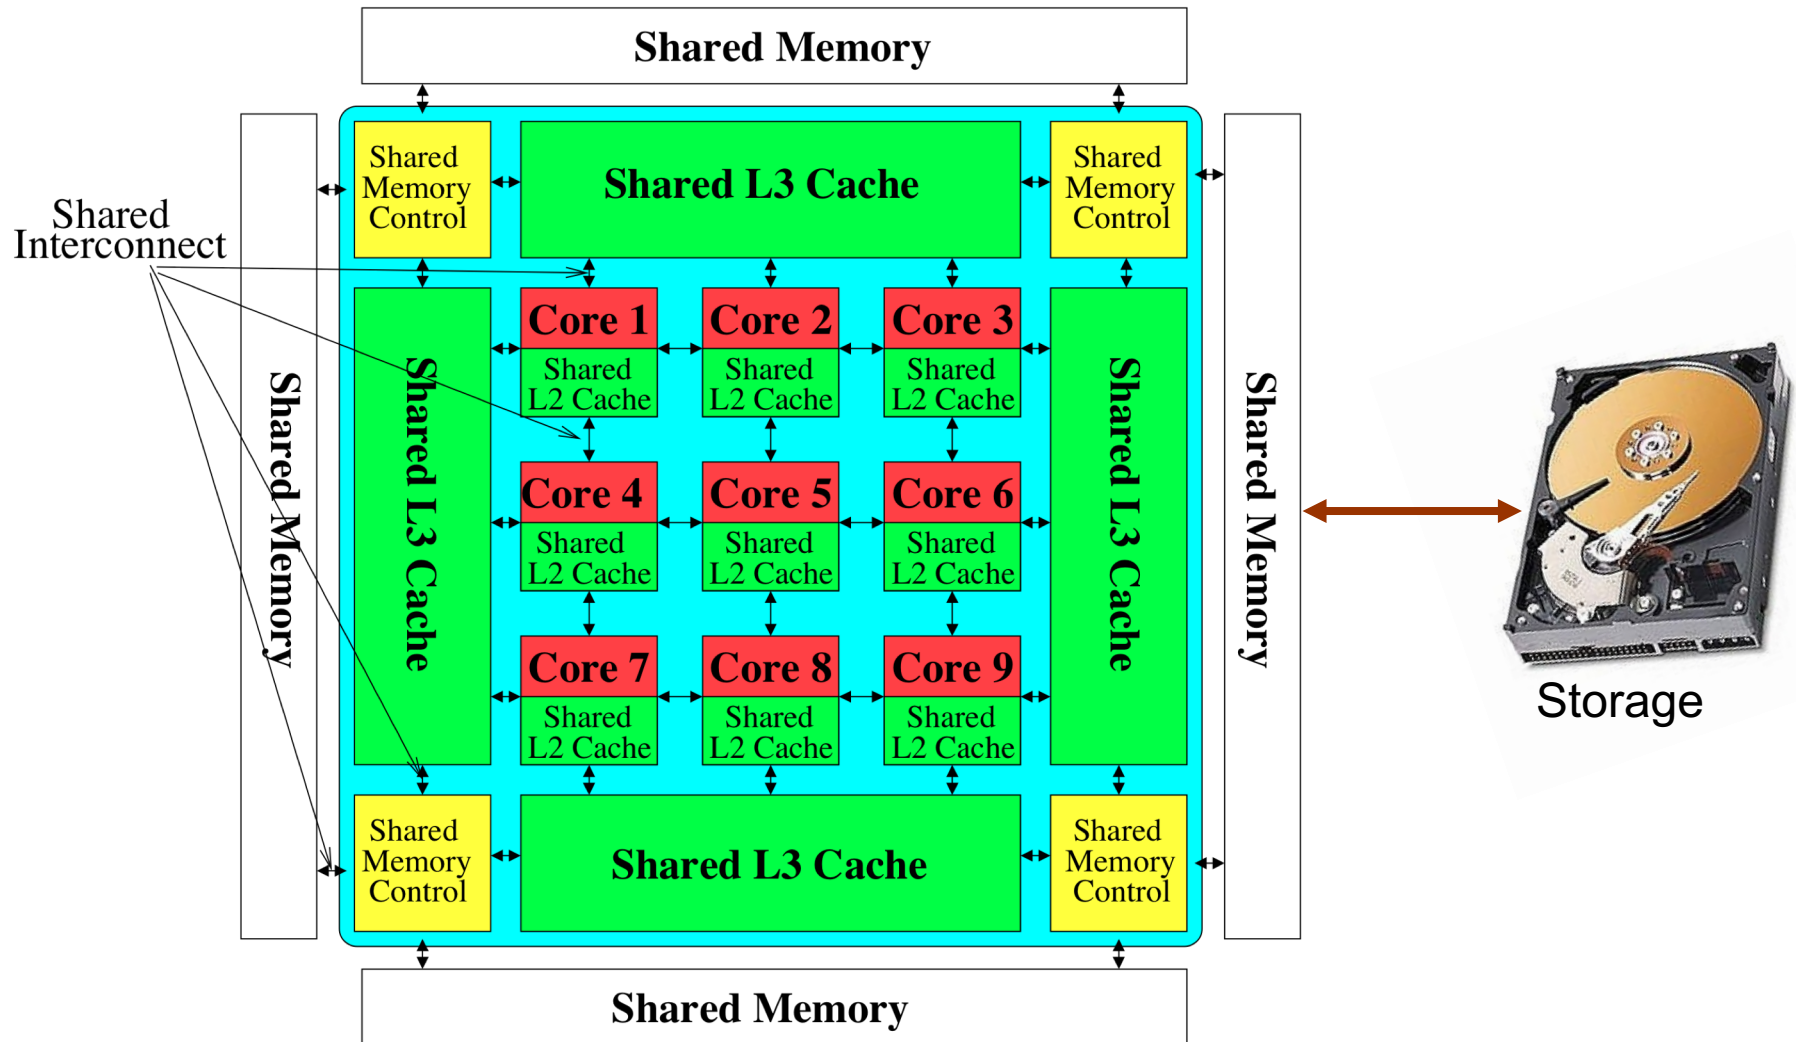 Shared Memory
Shared
Memory
Control
Shared L3 Cache
Shared
Memory
Control
Shared
Interconnect
Shared Memory
Shared L3 Cache
Core 1
Shared
L2 Cache
Core 2
Shared
L2 Cache
Core 3
Shared
L2 Cache
Core 4
Shared
L2 Cache
Core 5
Shared
L2 Cache
Core 6
Shared
L2 Cache
Core 7
Shared
L2 Cache
Core 8
Shared
L2 Cache
Core 9
Shared
L2 Cache
Shared L3 Cache
Shared Memory
Storage
Shared
Memory
Control
Shared L3 Cache
Shared
Memory
Control
Shared Memory